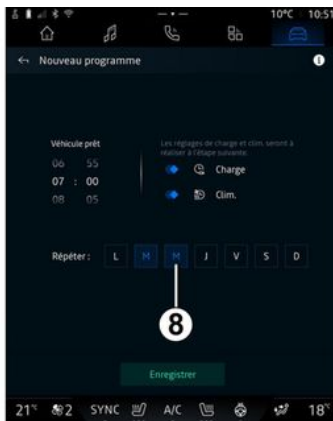 10°C 10:51
Nouveau programme
Véhicule prêt
Les réglages de charge et clim. seront à
réaliser à l'étape suivante.
06 55
07 : 00
08 05
Charge
Clim.
Répéter : L M M J V S D
8
Enregistrer
21°C 2 SYNC A/C 18°